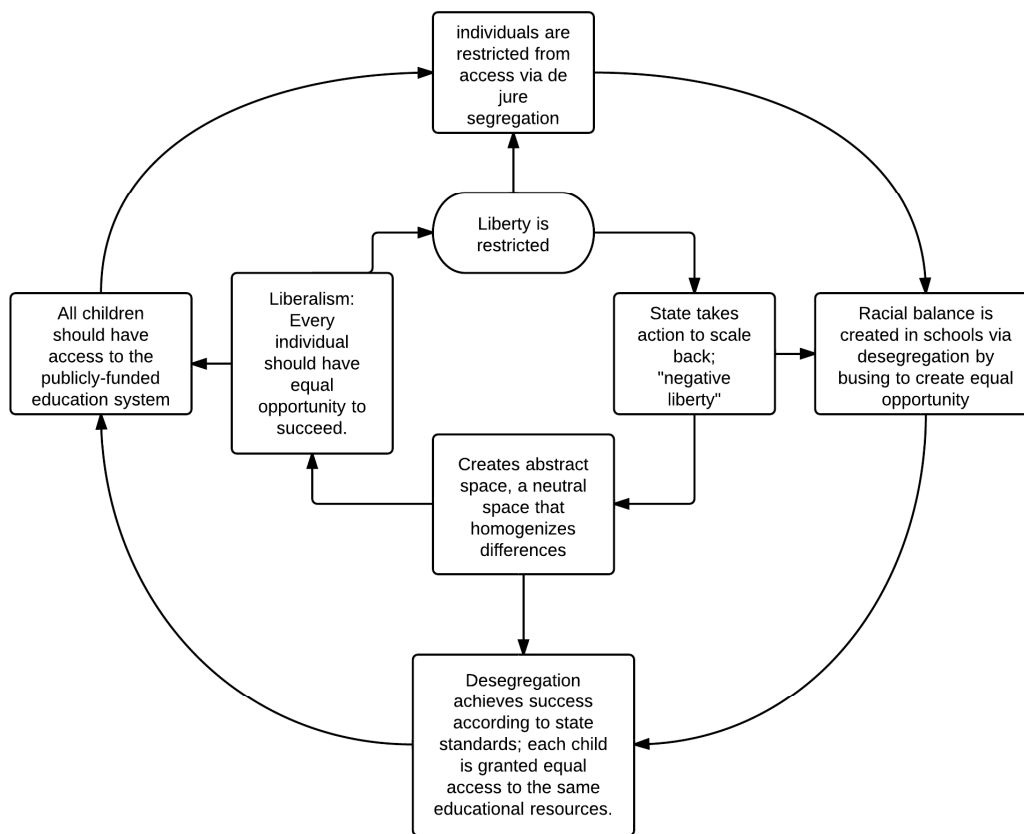 individuals are
restricted from
access via de
jure
segregation
Liberty is
restricted
All children
should have
access to the
publicly-funded
education system
Liberalism:
Every
individual
should have
equal
opportunity to
succeed.
State takes
action to scale
back;
"negative
liberty"
Racial balance is
created in schools via
desegregation by
busing to create equal
opportunity
Creates abstract
space, a neutral
space that
homogenizes
differences
Desegregation
achieves success
according to state
standards; each child
is granted equal
access to the same
educational resources.